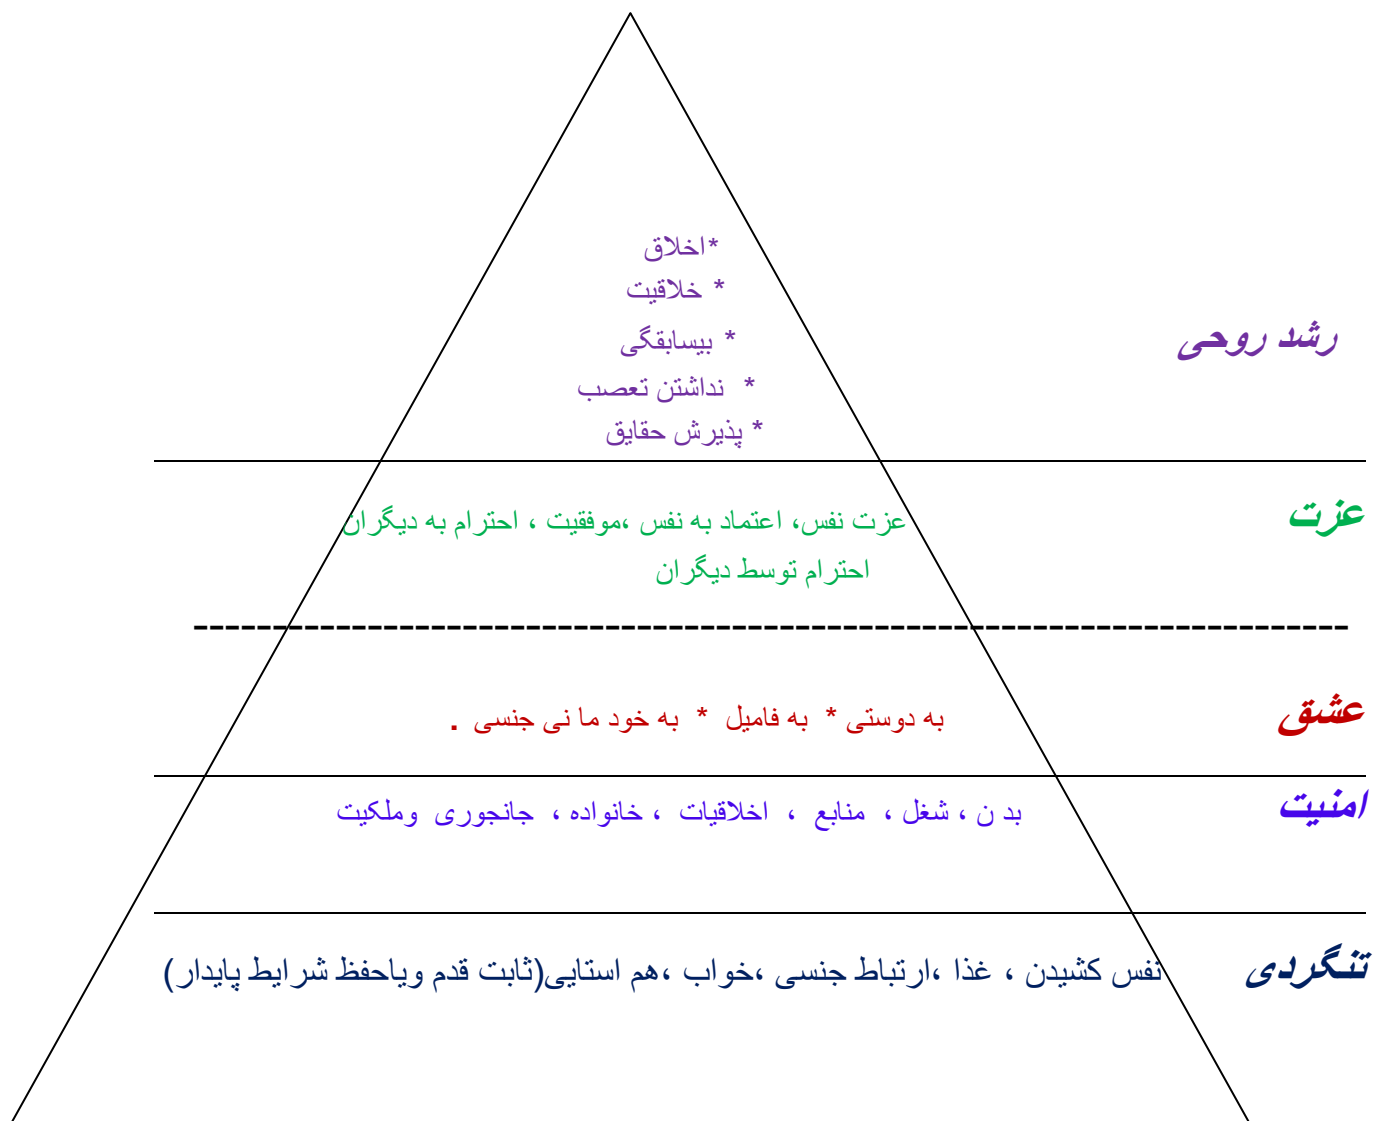 *اخلاق
* خلاقیت
* بیسابقگی
رشد روحی
* نداشتن تعصب
* پذیرش حقایق
عزت
عزت نفس، اعتماد به نفس ،موفقیت ، احترام به دیگران
احترام توسط دیگران
عشق
به دوستی * به فامیل * به خود ما نی جنسی .
امنیت
بد ن ، شغل ، منابع ، اخلاقیات ، خانواده ، جانجوری وملکیت
تنگردی
نفس کشیدن ، غذا ،ارتباط جنسی ،خواب ،هم استایی(ثابت قدم ویاحفظ شرایط پایدار)